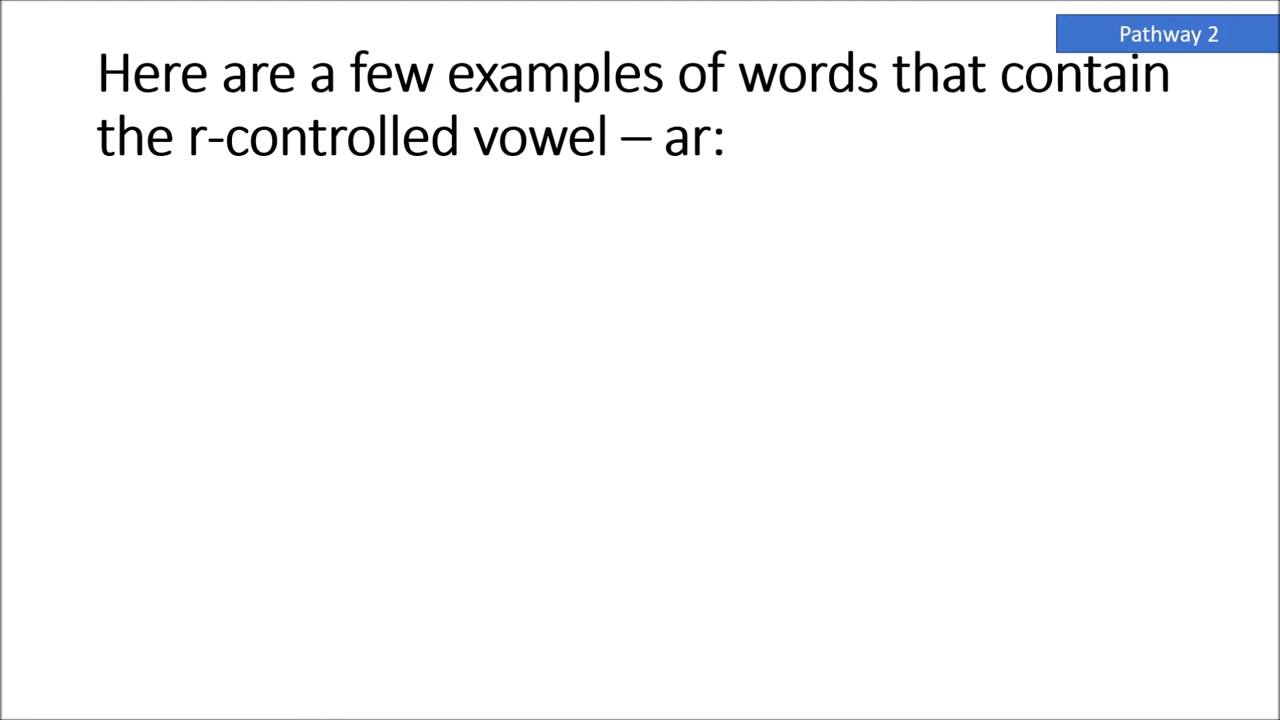 Pathway 2
Here are a few examples of words that contain
the r-controlled vowel – ar: